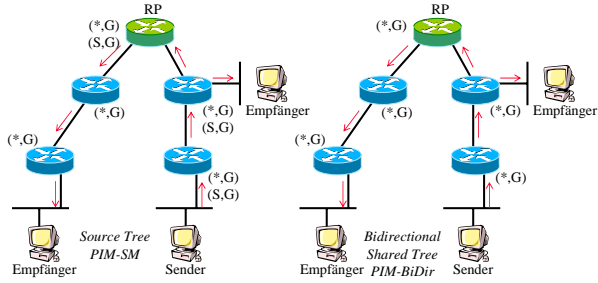 RP
(*,G)
(S,G)
(*,G)
(*,G)
(S,G)
Empfänger
(*,G)
(*,G)
(S,G)
Source Tree
PIM-SM
Empfänger
Sender
RP
(*,G)
(*,G)
(*,G)
Empfänger
(*,G)
(*,G)
Bidirectional
Shared Tree
PIM-BiDir
Empfänger
Sender